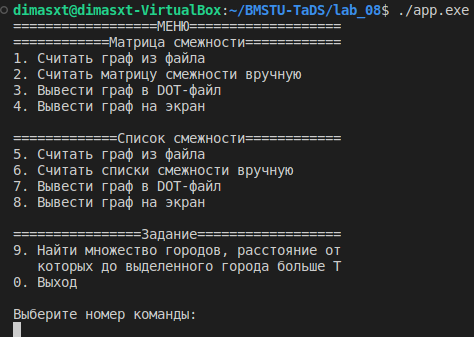 dimasxt@dimasxt-VirtualBox:~/BMSTU-TaDS/lab_08$ ./app.exe
==================МЕНЮ===================
============Матрица смежности============
1. Считать граф из файла
2. Считать матрицу смежности вручную
3. Вывести граф в DOT-файл
4. Вывести граф на экран
=============Список смежности============
5. Считать граф из файла
6. Считать списки смежности вручную
7. Вывести граф в DOT-файл
8. Вывести граф на экран
================Задание==================
9. Найти множество городов, расстояние от
которых до выделенного города больше Т
0. Выход
Выберите номер команды: